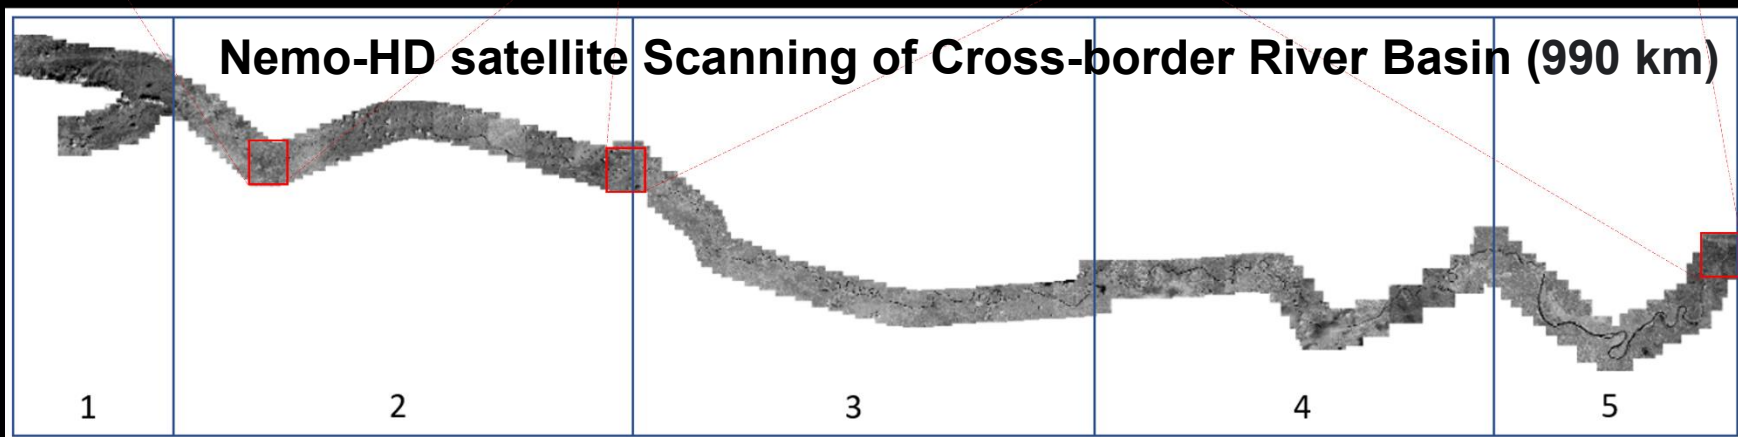 Nemo-HD satellite Scanning of Cross-border River Basin (990 km)
1 2 3 4 5